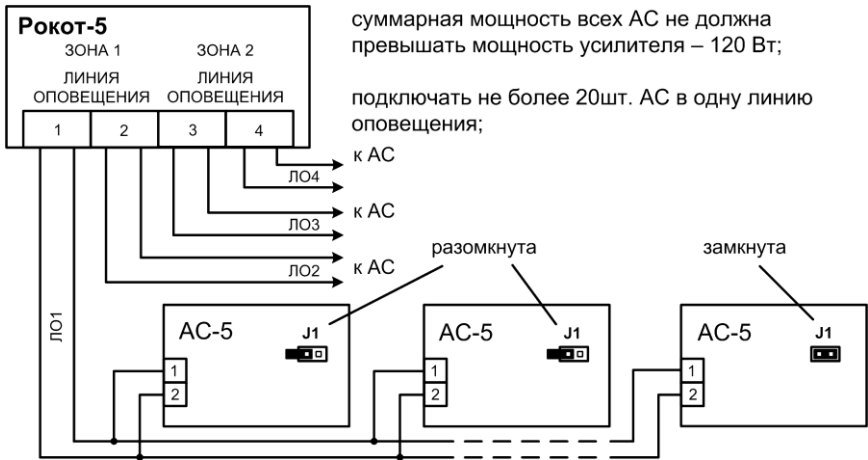 Рокот-5
ЗОНА 1
ЗОНА 2
ЛИНИЯ
ОПОВЕЩЕНИЯ
ЛИНИЯ
ОПОВЕЩЕНИЯ
1
2
3
4
суммарная мощность всех АС не должна
превышать мощность усилителя – 120 Вт;
подключать не более 20шт. АС в одну линию
оповещения;
к АС
ЛО4
к АС
ЛО3
к АС
ЛО2
ЛО1
разомкнута
замкнута
АС-5
J1
1
2
АС-5
J1
1
2
АС-5
J1
1
2